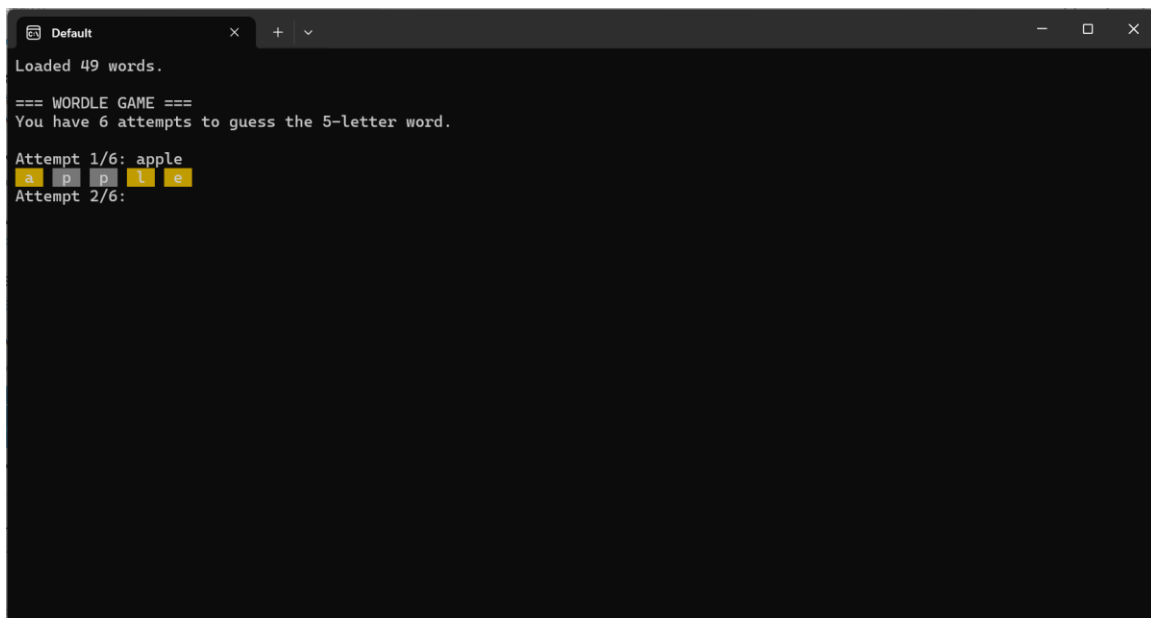 Default
Loaded 49 words.
=== WORDLE GAME ===
You have 6 attempts to guess the 5-letter word.
Attempt 1/6: apple
a p p l e
Attempt 2/6: